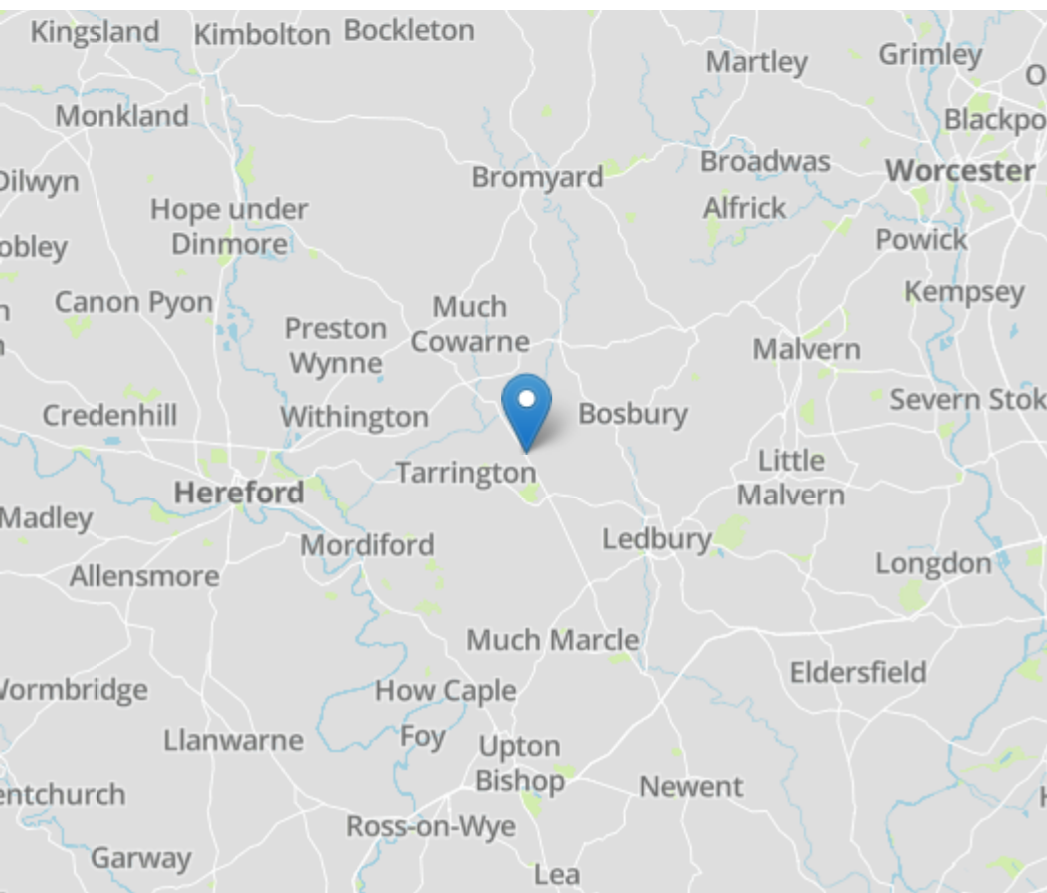 Kingsland
Kimbolton
Bockleton
Martley
Grimley
O
Monkland
Blackpo
Bromyard
Broadwas
Worcester
Dilwyn
Hope under
Dinmore
Alfrick
Powick
obley
Canon Pyon
Much
Cowarne
Kempsey
n
Preston
Wynne
Malvern
n
Credenhill
Withington
Bosbury
Severn Stok
Tarrington
Little
Malvern
Hereford
Madley
Mordiford
Ledbury
Allensmore
Longdon
Much Marcle
Eldersfield
Wormbridge
How Caple
Llanwarne
Foy
Upton
Bishop
Newent
entchurch
Ross-on-Wye
Garway
Lea